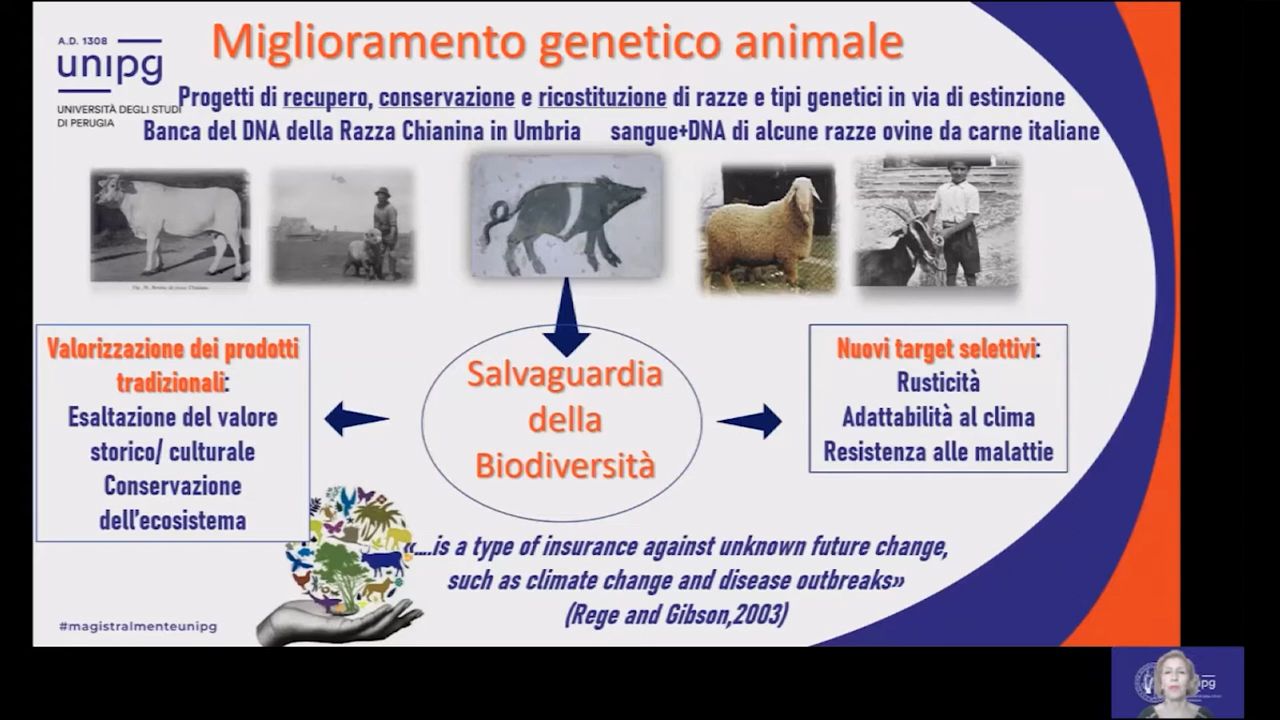 A.D. 1308
unipg
UNIVERSITÀ DEGLI STUDI
DI PERUGIA
Miglioramento genetico animale
Progetti di recupero, conservazione e ricostituzione di razze e tipi genetici in via di estinzione
Banca del DNA della Razza Chianina in Umbria sangue+DNA di alcune razze ovine da carne italiane
Valorizzazione dei prodotti
tradizionali:
Esaltazione del valore
storico/ culturale
Conservazione
dell'ecosistema
Salvaguardia
della
Biodiversità
Nuovi target selettivi:
Rusticità
Adattabilità al clima
Resistenza alle malattie
«....is a type of insurance against unknown future change,
such as climate change and disease outbreaks»
(Rege and Gibson,2003)
#magistralmenteunipg